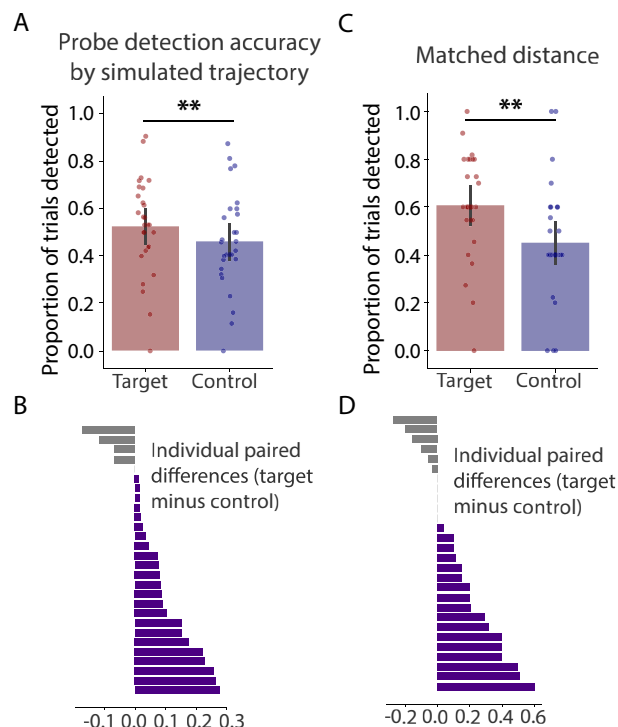 A
Probe detection accuracy
by simulated trajectory
**
Proportion of trials detected
1.0
0.8
0.6
0.4
0.2
0.0
Target
Control
C
Matched distance
**
Proportion of trials detected
1.0
0.8
0.6
0.4
0.2
0.0
Target
Control
B
Individual paired
differences (target
minus control)
-0.1 0.0 0.1 0.2 0.3
D
Individual paired
differences (target
minus control)
-0.2 0.0 0.2 0.4 0.6